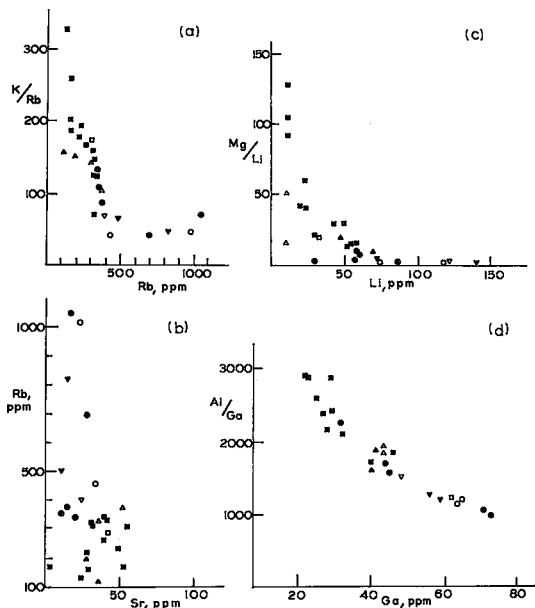 (a)
300
K/Rb
200
100
500 1000
Rb, ppm
(c)
150
Mg/Li
100
50
50 100 150
Li, ppm
(b)
1000
Rb, ppm
500
100
50 100
Sr, ppm
(d)
3000
Al/Ga
2000
1000
20 40 60 80
Ga, ppm